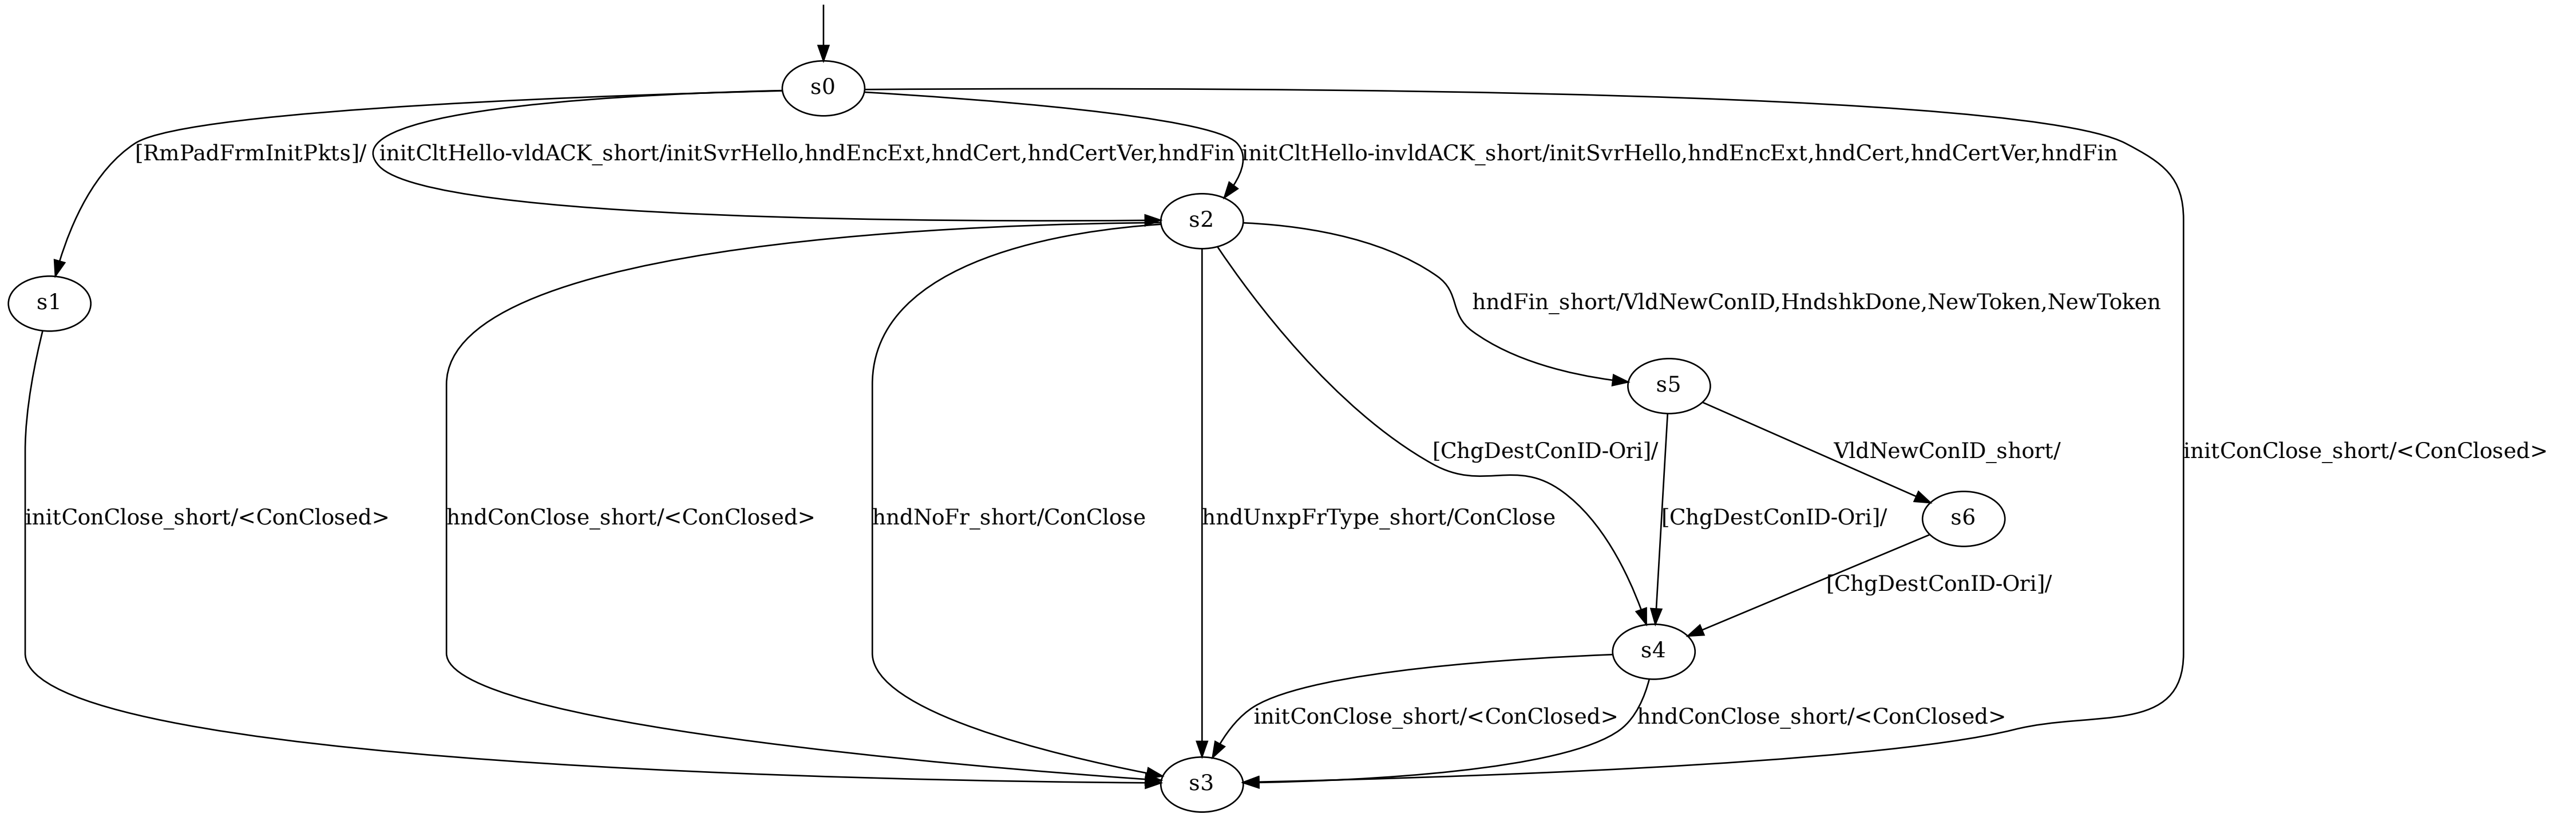 s0
[RmPadFrmInitPkts]/
initCltHello-vldACK_short/initSvrHello,hndEncExt,hndCert,hndCertVer,hndFin
initCltHello-invldACK_short/initSvrHello,hndEncExt,hndCert,hndCertVer,hndFin
s2
s1
hndFin_short/VldNewConID,HndshkDone,NewToken,NewToken
s5
[ChgDestConID-Ori]/
VldNewConID_short/
initConClose_short/<ConClosed>
initConClose_short/<ConClosed>
hndConClose_short/<ConClosed>
hndNoFr_short/ConClose
hndUnxpFrType_short/ConClose
[ChgDestConID-Ori]/
s6
[ChgDestConID-Ori]/
s4
initConClose_short/<ConClosed>
hndConClose_short/<ConClosed>
s3